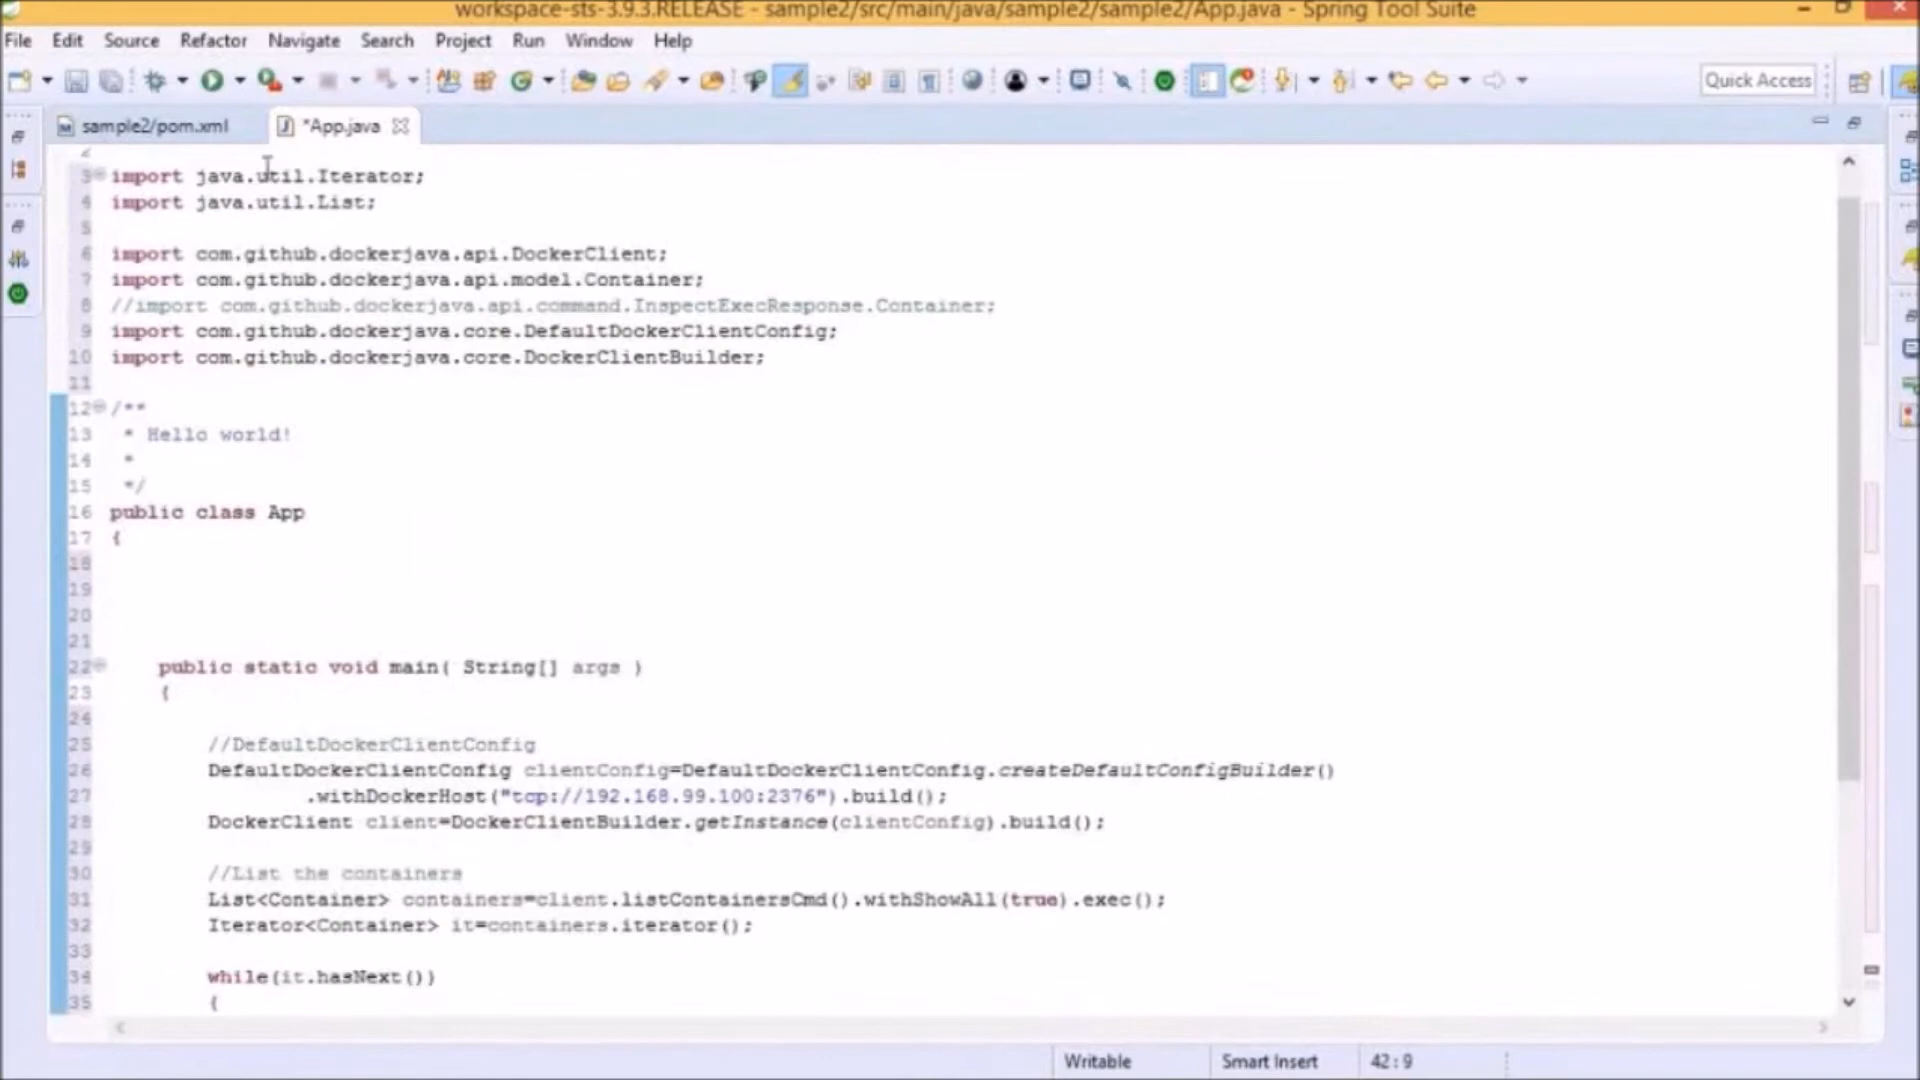 workspace-sts-3.9.3.RELEASE - sample2/src/main/java/sample2/sample2/App.java - Spring Tool Suite
File Edit Source Refactor Navigate Search Project Run Window Help
Quick Access
sample2/pom.xml *App.java
2
3 import java.util.Iterator;
4 import java.util.List;
5
6 import com.github.dockerjava.api.DockerClient;
7 import com.github.dockerjava.api.model.Container;
8 //import com.github.dockerjava.api.command.InspectExecResponse.Container;
9 import com.github.dockerjava.core.DefaultDockerClientConfig;
10 import com.github.dockerjava.core.DockerClientBuilder;
11
12 /**
13 * Hello world!
14 *
15 */
16 public class App
17 {
18
19
20
21
22 public static void main( String[] args )
23 {
24
25 //DefaultDockerClientConfig
26 DefaultDockerClientConfig clientConfig=DefaultDockerClientConfig.createDefaultConfigBuilder()
27 .withDockerHost("tcp://192.168.99.100:2376").build();
28 DockerClient client=DockerClientBuilder.getInstance(clientConfig).build();
29
30 //List the containers
31 List<Container> containers=client.listContainersCmd().withShowAll(true).exec();
32 Iterator<Container> it=containers.iterator();
33
34 while(it.hasNext())
35 {
Writable Smart Insert 42:9